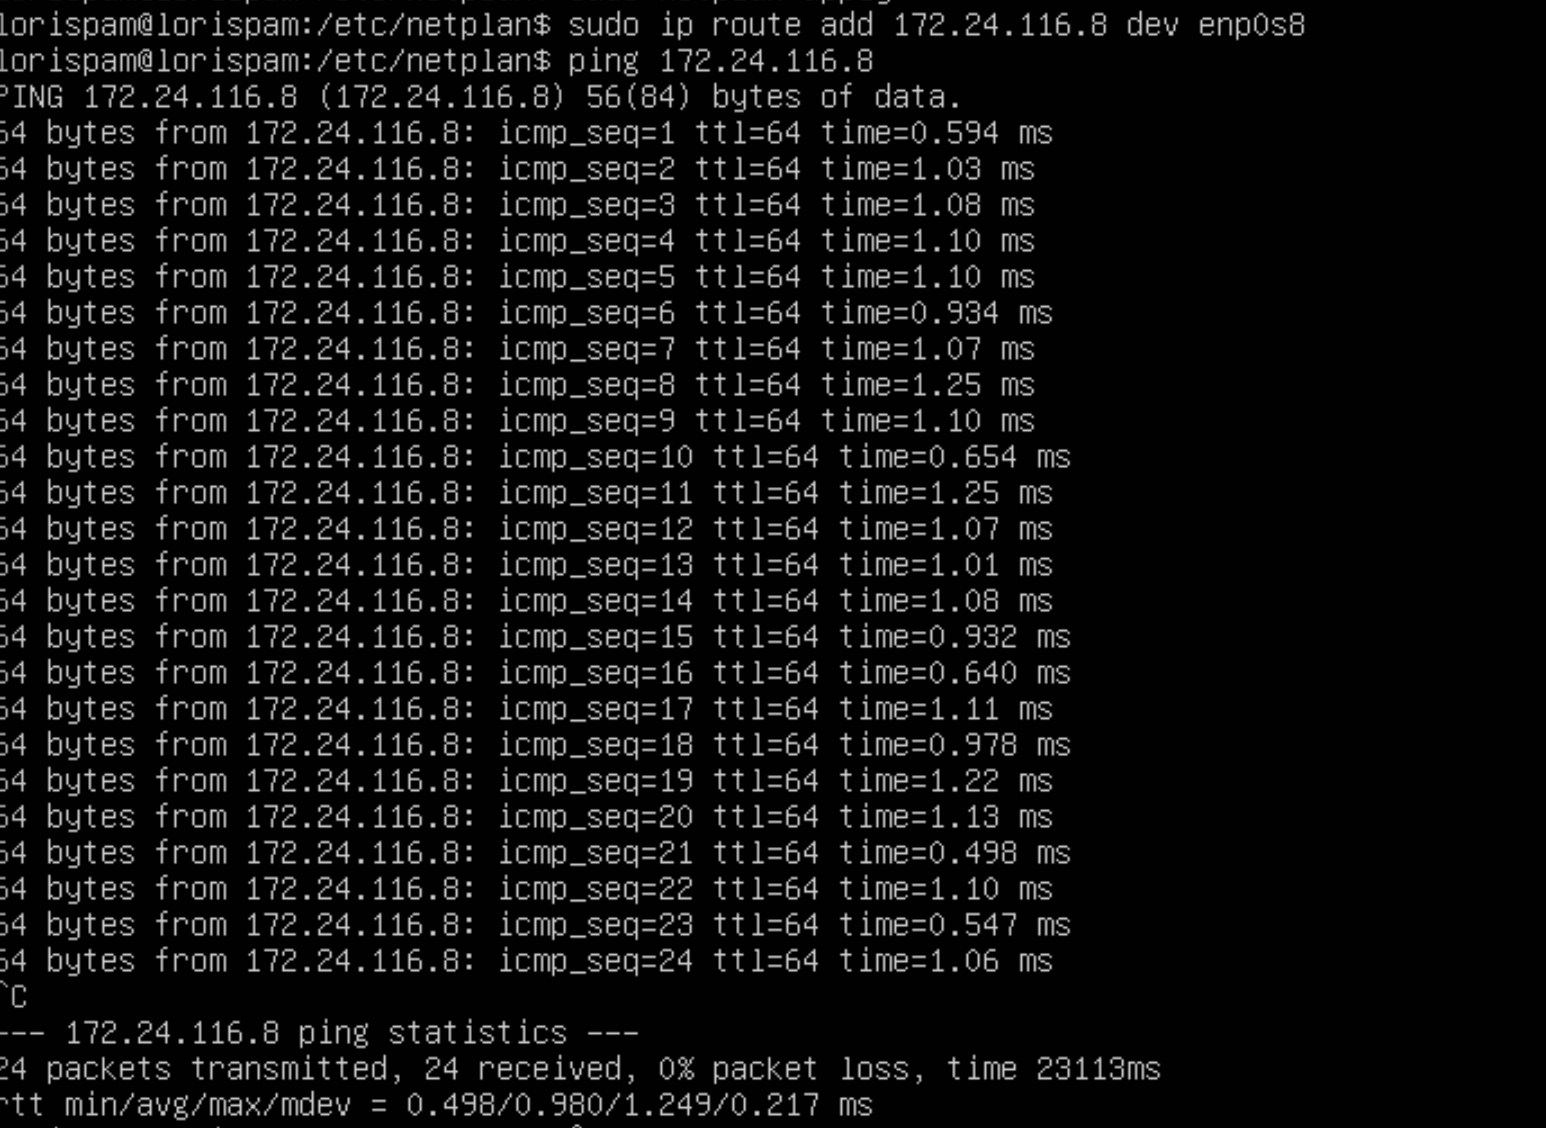 lorispam@lorispam:/etc/netplan$ sudo ip route add 172.24.116.8 dev enp0s8
lorispam@lorispam:/etc/netplan$ ping 172.24.116.8
PING 172.24.116.8 (172.24.116.8) 56(84) bytes of data.
64 bytes from 172.24.116.8: icmp_seq=1 ttl=64 time=0.594 ms
64 bytes from 172.24.116.8: icmp_seq=2 ttl=64 time=1.03 ms
64 bytes from 172.24.116.8: icmp_seq=3 ttl=64 time=1.08 ms
64 bytes from 172.24.116.8: icmp_seq=4 ttl=64 time=1.10 ms
64 bytes from 172.24.116.8: icmp_seq=5 ttl=64 time=1.10 ms
64 bytes from 172.24.116.8: icmp_seq=6 ttl=64 time=0.934 ms
64 bytes from 172.24.116.8: icmp_seq=7 ttl=64 time=1.07 ms
64 bytes from 172.24.116.8: icmp_seq=8 ttl=64 time=1.25 ms
64 bytes from 172.24.116.8: icmp_seq=9 ttl=64 time=1.10 ms
64 bytes from 172.24.116.8: icmp_seq=10 ttl=64 time=0.654 ms
64 bytes from 172.24.116.8: icmp_seq=11 ttl=64 time=1.25 ms
64 bytes from 172.24.116.8: icmp_seq=12 ttl=64 time=1.07 ms
64 bytes from 172.24.116.8: icmp_seq=13 ttl=64 time=1.01 ms
64 bytes from 172.24.116.8: icmp_seq=14 ttl=64 time=1.08 ms
64 bytes from 172.24.116.8: icmp_seq=15 ttl=64 time=0.932 ms
64 bytes from 172.24.116.8: icmp_seq=16 ttl=64 time=0.640 ms
64 bytes from 172.24.116.8: icmp_seq=17 ttl=64 time=1.11 ms
64 bytes from 172.24.116.8: icmp_seq=18 ttl=64 time=0.978 ms
64 bytes from 172.24.116.8: icmp_seq=19 ttl=64 time=1.22 ms
64 bytes from 172.24.116.8: icmp_seq=20 ttl=64 time=1.13 ms
64 bytes from 172.24.116.8: icmp_seq=21 ttl=64 time=0.498 ms
64 bytes from 172.24.116.8: icmp_seq=22 ttl=64 time=1.10 ms
64 bytes from 172.24.116.8: icmp_seq=23 ttl=64 time=0.547 ms
64 bytes from 172.24.116.8: icmp_seq=24 ttl=64 time=1.06 ms
^C
--- 172.24.116.8 ping statistics ---
24 packets transmitted, 24 received, 0% packet loss, time 23113ms
rtt min/avg/max/mdev = 0.498/0.980/1.249/0.217 ms